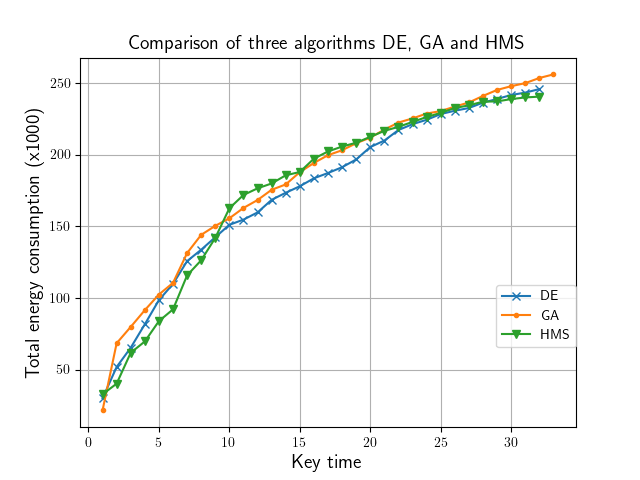 Comparison of three algorithms DE, GA and HMS
Total energy consumption (x1000)
250
200
150
100
50
0 5 10 15 20 25 30
Key time
DE
GA
HMS